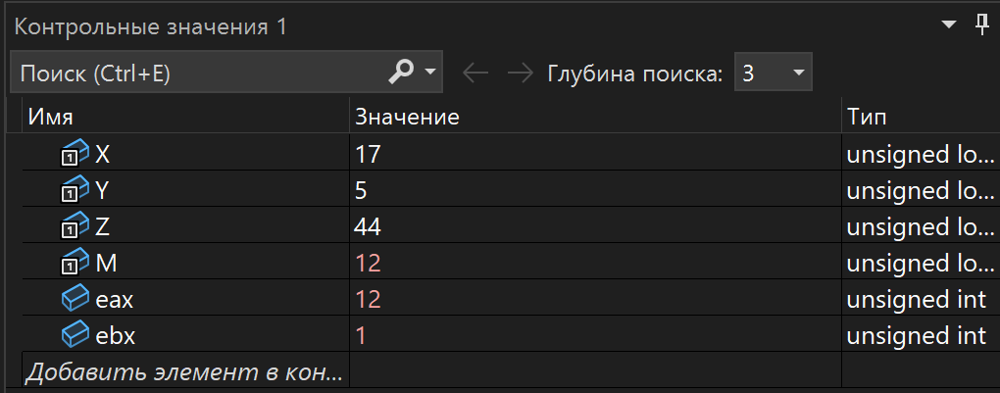 Контрольные значения 1
Поиск (Ctrl+E) Глубина поиска: 3
Имя Значение Тип
X 17 unsigned lo...
Y 5 unsigned lo...
Z 44 unsigned lo...
M 12 unsigned lo...
eax 12 unsigned int
ebx 1 unsigned int
Добавить элемент в кон...